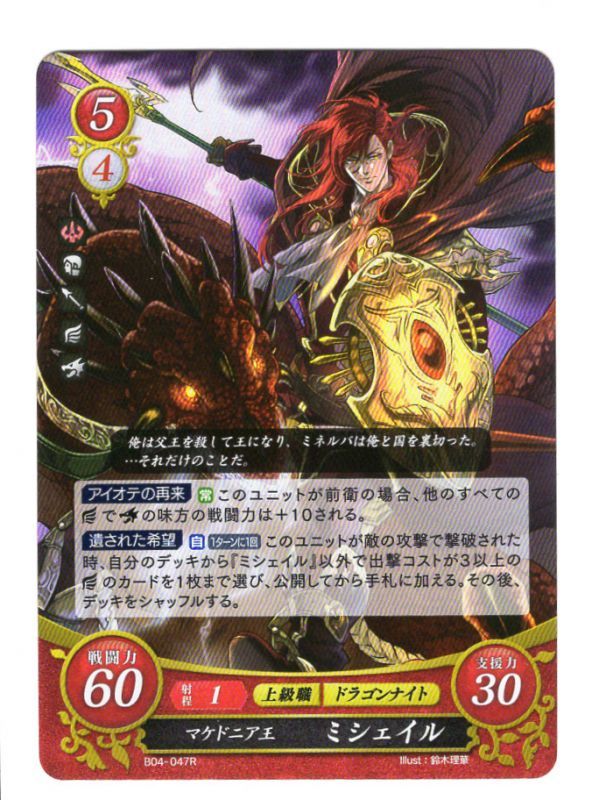 5
4
俺は父王を殺して王になり、ミネルバは俺と国を裏切った。
…それだけのことだ。
アイオテの再来 常 このユニットが前衛の場合、他のすべての
で の味方の戦闘力は+10される。
遺された希望 自 1ターンに1回 このユニットが敵の攻撃で撃破された
時、自分のデッキから『ミシェイル』以外で出撃コストが3以上の
のカードを1枚まで選び、公開してから手札に加える。その後、
デッキをシャッフルする。
戦闘力
60
射程 1
上級職 ドラゴンナイト
支援力
30
マケドニア王 ミシェイル
B04-047R
Illust：鈴木理華